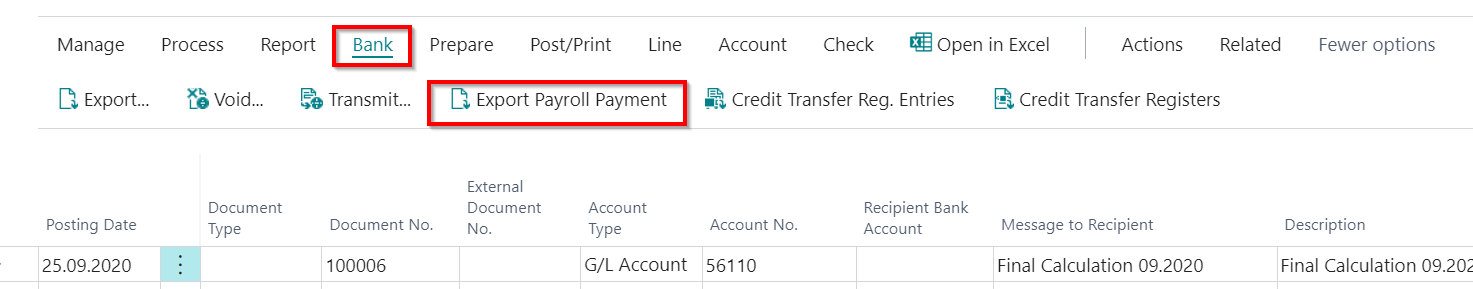 Manage Process Report Bank Prepare Post/Print Line Account Check Open in Excel Actions Related Fewer options
Export... Void... Transmit... Export Payroll Payment Credit Transfer Reg. Entries Credit Transfer Registers
Posting Date Document Type Document No. External Document No. Account Type Account No. Recipient Bank Account Message to Recipient Description
25.09.2020 100006 G/L Account 56110 Final Calculation 09.2020 Final Calculation 09.202